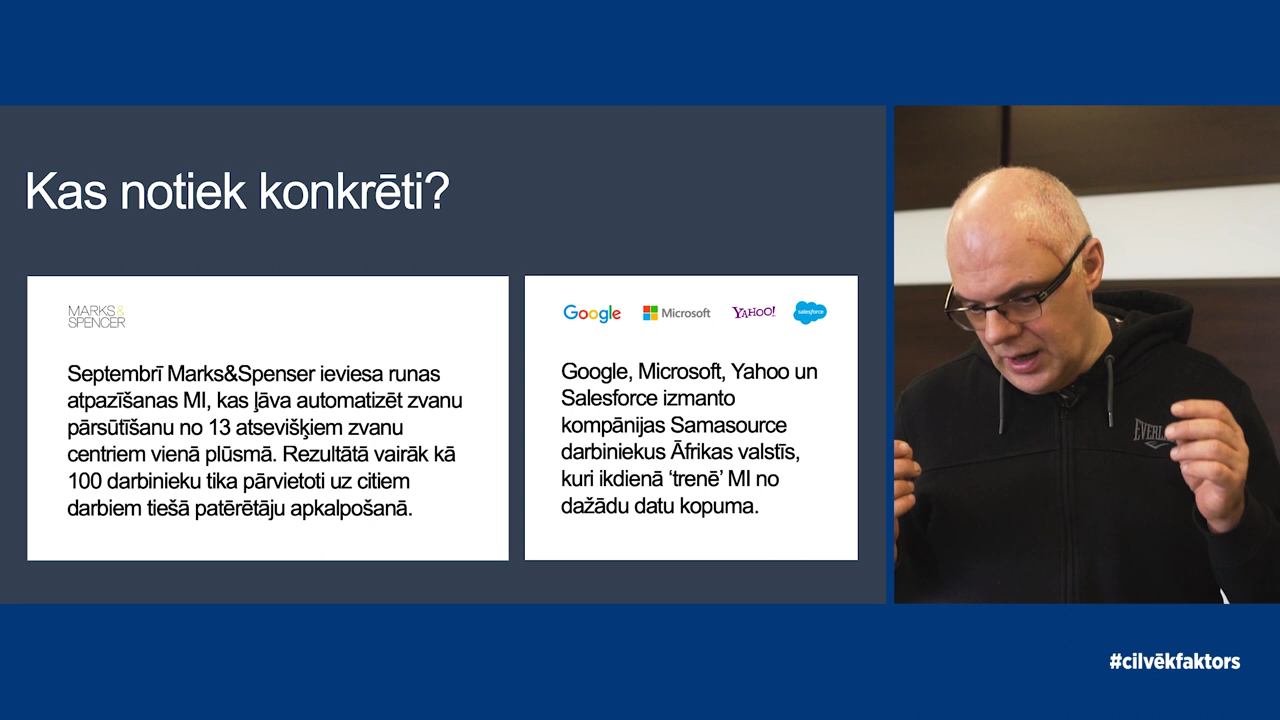 Kas notiek konkrēti?
MARKS&
SPENCER
Septembrī Marks&Spenser ieviesa runas
atpazīšanas MI, kas ļāva automatizēt zvanu
pārsūtīšanu no 13 atsevišķiem zvanu
centriem vienā plūsmā. Rezultātā vairāk kā
100 darbinieku tika pārvietoti uz citiem
darbiem tiešā patērētāju apkalpošanā.
Google Microsoft YAHOO! salesforce
Google, Microsoft, Yahoo un
Salesforce izmanto
kompānijas Samasource
darbiniekus Āfrikas valstīs,
kuri ikdienā ‘trenē’ MI no
dažādu datu kopuma.
#cilvēkfaktors